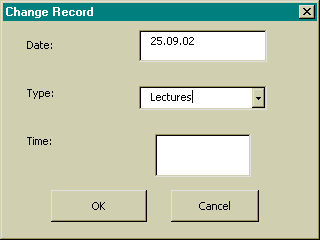 Change Record
Date: 25.09.02
Type: Lectures
Time:
OK Cancel